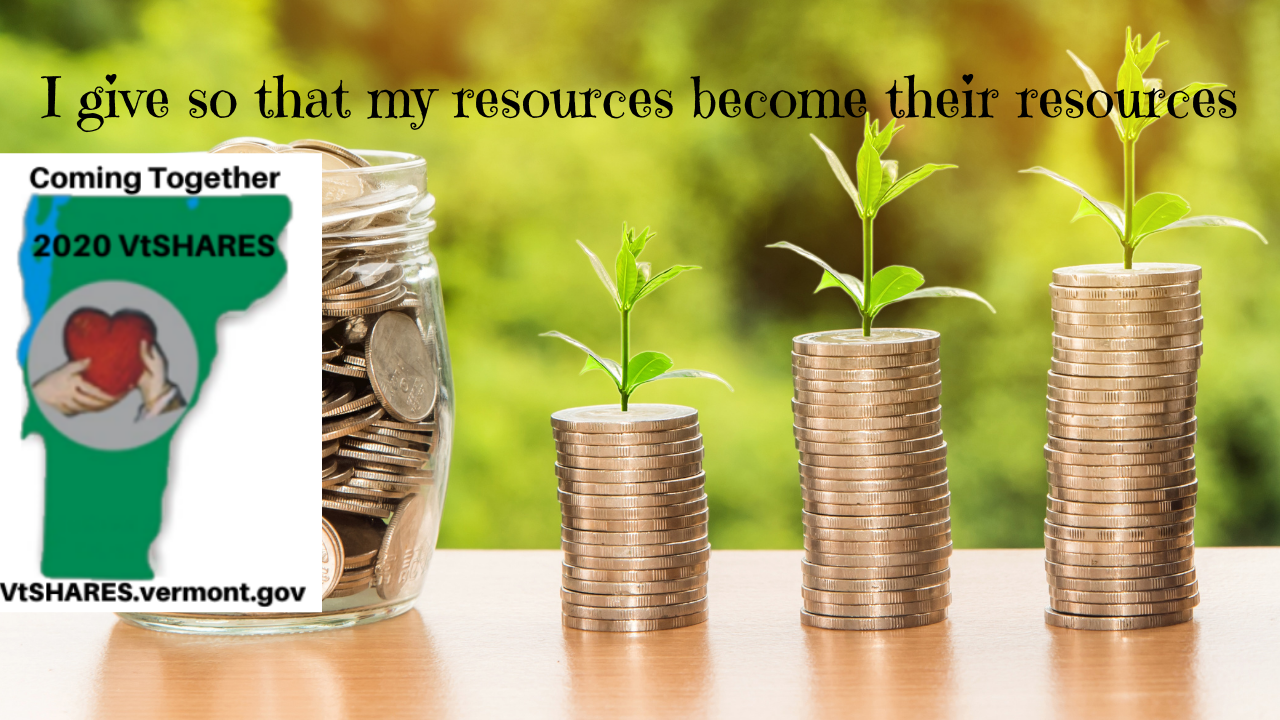 I give so that my resources become their resources
Coming Together
2020 VtSHARES
VtSHARES.vermont.gov